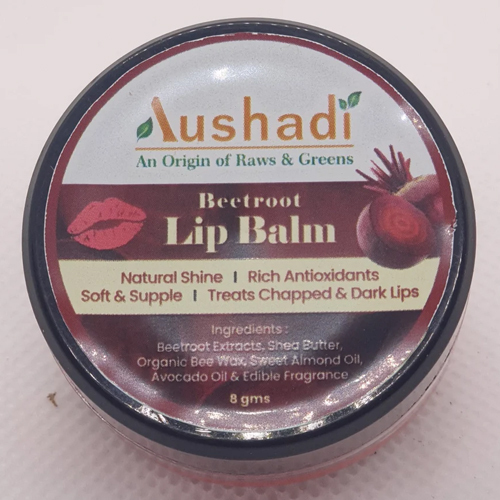 Aushadi
An Origin of Raws & Greens
Beetroot
Lip Balm
Natural Shine | Rich Antioxidants
Soft & Supple | Treats Chapped & Dark Lips
Ingredients :
Beetroot Extracts, Shea Butter,
Organic Bee Wax, Sweet Almond Oil,
Avocado Oil & Edible Fragrance
8 gms